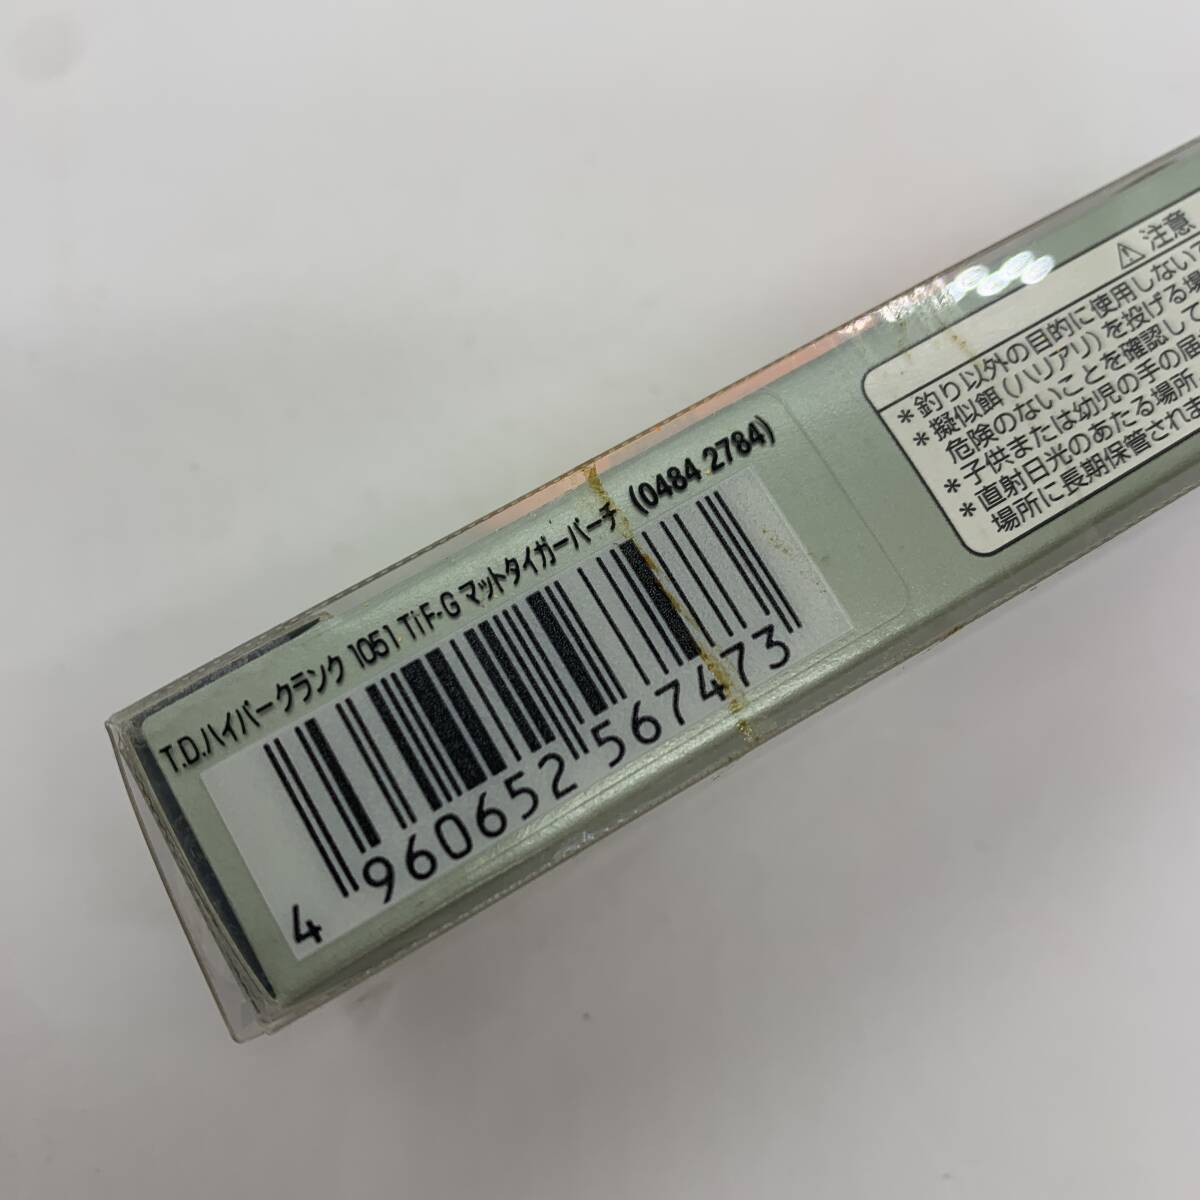 T.D.ハイパークランク 1051 TiF-G マットタイガーパーチ (0484 2784)
4 960652 567473
⚠ 注意
*釣り以外の目的に使用しない
*擬似餌(ハリアリ)を投げる場
危険のないことを確認して
*子供または幼児の手の届
*直射日光のあたる場所
場所に長期保管されま